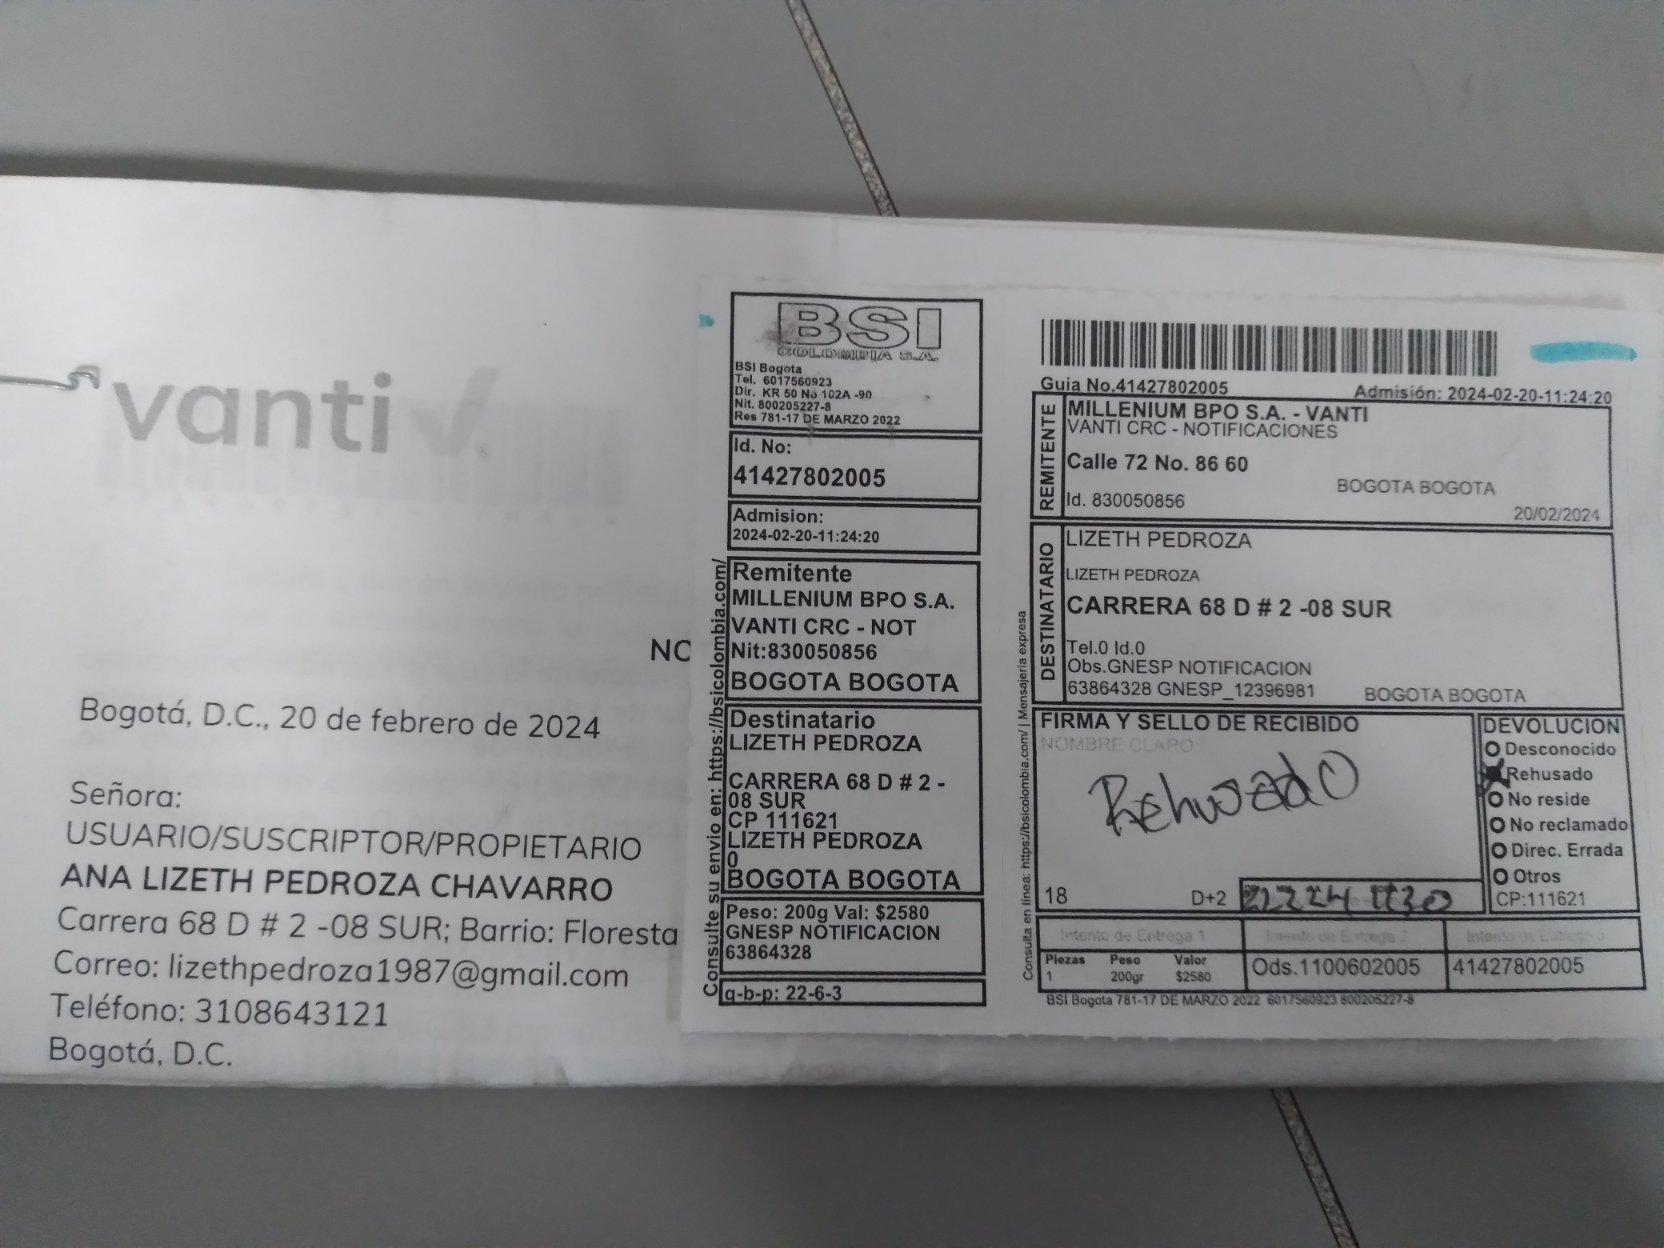 vanti
NO
Bogotá, D.C., 20 de febrero de 2024
Señora:
USUARIO/SUSCRIPTOR/PROPIETARIO
ANA LIZETH PEDROZA CHAVARRO
Carrera 68 D # 2 -08 SUR; Barrio: Floresta
Correo: lizethpedroza1987@gmail.com
Teléfono: 3108643121
Bogotá, D.C.
Consulte su envio en: https://bsicolombia.com/
BSI
COLOMBIA S.A.
BSI Bogota
Tel. 6017560923
Dir. KR 50 No 102A -90
Nit. 800205227-8
Res 781-17 DE MARZO 2022
Id. No:
41427802005
Admision:
2024-02-20-11:24:20
Remitente
MILLENIUM BPO S.A.
VANTI CRC - NOT
Nit:830050856
BOGOTA BOGOTA
Destinatario
LIZETH PEDROZA
CARRERA 68 D # 2 -
08 SUR
CP 111621
LIZETH PEDROZA
0
BOGOTA BOGOTA
Peso: 200g Val: $2580
GNESP NOTIFICACION
63864328
q-b-p: 22-6-3
Consulta en línea: https://bsicolombia.com/ | Mensajeria expresa
Guia No.41427802005 Admisión: 2024-02-20-11:24:20
REMITENTE
MILLENIUM BPO S.A. - VANTI
VANTI CRC - NOTIFICACIONES
Calle 72 No. 86 60
BOGOTA BOGOTA
Id. 830050856
20/02/2024
DESTINATARIO
LIZETH PEDROZA
LIZETH PEDROZA
CARRERA 68 D # 2 -08 SUR
Tel.0 Id.0
Obs.GNESP NOTIFICACION
63864328 GNESP_12396981 BOGOTA BOGOTA
FIRMA Y SELLO DE RECIBIDO
NOMBRE CLARO
Rehusado
18 D+2
DEVOLUCION
Desconocido
Rehusado
No reside
No reclamado
Direc. Errada
Otros
CP:111621
Intento de Entrega 1 Intento de Entrega 2 Intento de Entrega 3
Piezas Peso Valor
1 200gr $2580
Ods.1100602005 41427802005
BSI Bogota 781-17 DE MARZO 2022 6017560923 800205227-8